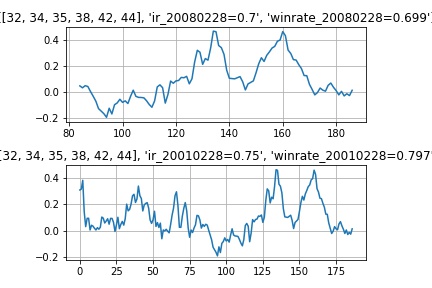 [[32, 34, 35, 38, 42, 44], 'ir_20080228=0.7', 'winrate_20080228=0.699']
0.4
0.2
0.0
−0.2
80 100 120 140 160 180
[32, 34, 35, 38, 42, 44], 'ir_20010228=0.75', 'winrate_20010228=0.797'
0.4
0.2
0.0
−0.2
0 25 50 75 100 125 150 175